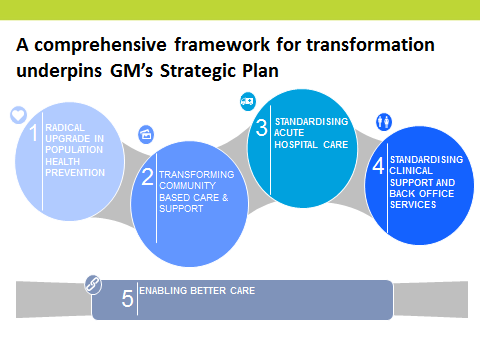 A comprehensive framework for transformation
underpins GM's Strategic Plan
1
RADICAL
UPGRADE IN
POPULATION
HEALTH
PREVENTION
2
TRANSFORMING
COMMUNITY
BASED CARE &
SUPPORT
3
STANDARDISING
ACUTE
HOSPITAL CARE
4
STANDARDISING
CLINICAL
SUPPORT AND
BACK OFFICE
SERVICES
5
ENABLING BETTER CARE